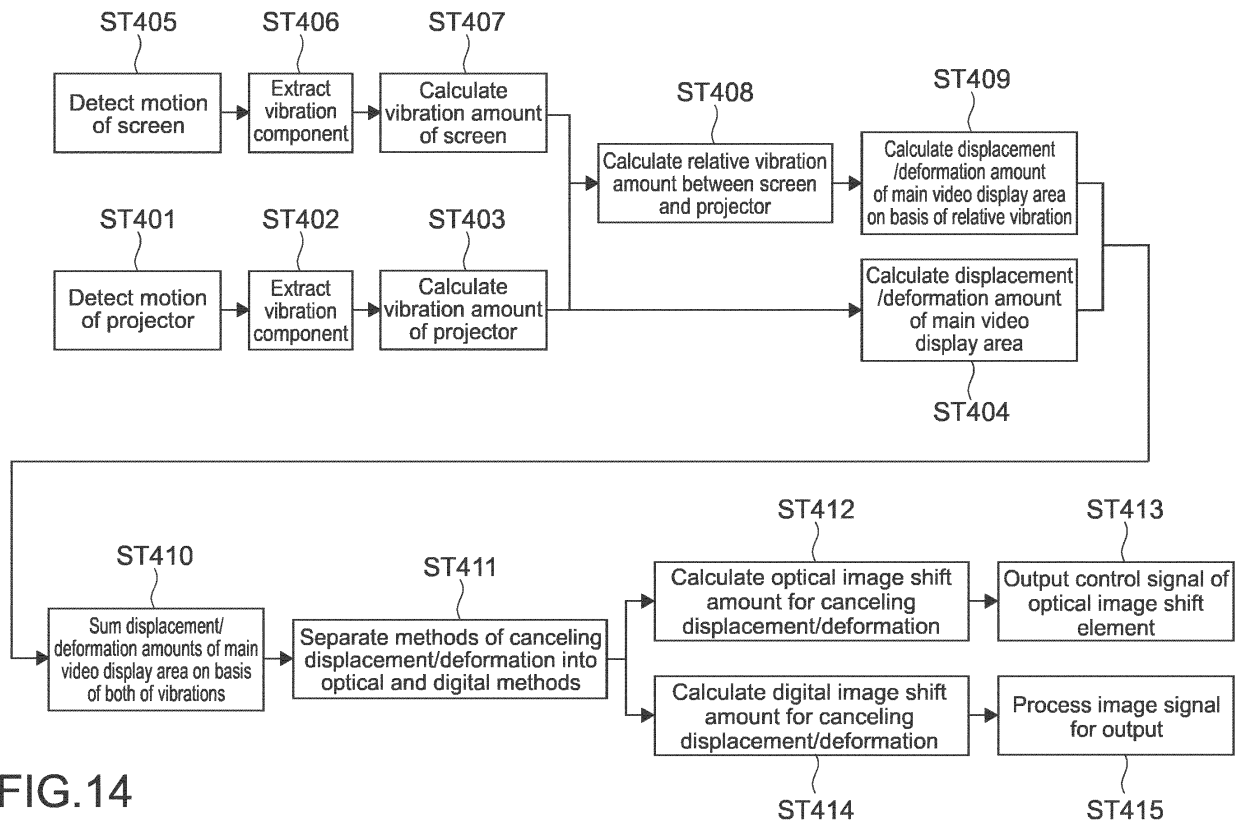 ST405
ST406
ST407
Detect motion
of screen
Extract
vibration
component
Calculate
vibration amount
of screen
ST408
Calculate relative vibration
amount between screen
and projector
ST409
Calculate displacement
/deformation amount
of main video display area
on basis of relative vibration
ST401
ST402
ST403
Detect motion
of projector
Extract
vibration
component
Calculate
vibration amount
of projector
Calculate displacement
/deformation amount
of main video
display area
ST404
ST410
Sum displacement/
deformation amounts of main
video display area on basis
of both of vibrations
ST411
Separate methods of canceling
displacement/deformation into
optical and digital methods
ST412
Calculate optical image shift
amount for canceling
displacement/deformation
ST413
Output control signal of
optical image shift
element
Calculate digital image shift
amount for canceling
displacement/deformation
ST414
Process image signal
for output
ST415
FIG.14